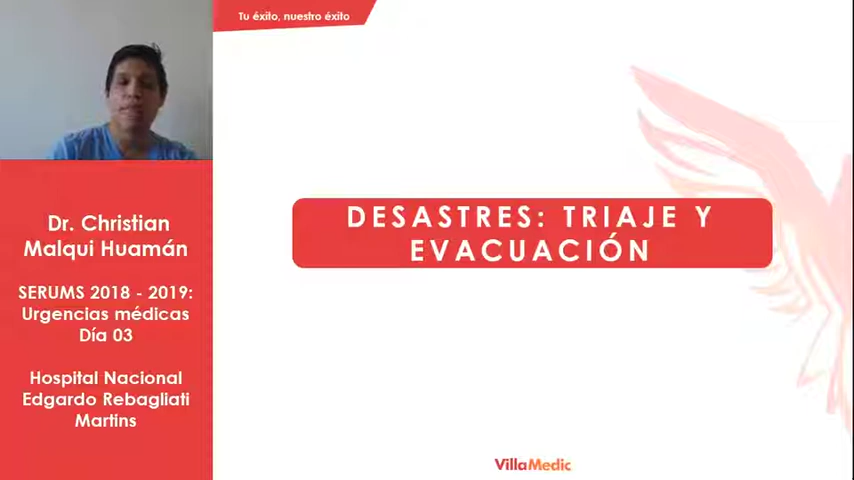 Tu éxito, nuestro éxito
Dr. Christian
Malqui Huamán
SERUMS 2018 - 2019:
Urgencias médicas
Día 03
Hospital Nacional
Edgardo Rebagliati
Martins
DESASTRES: TRIAJE Y
EVACUACIÓN
VillaMedic